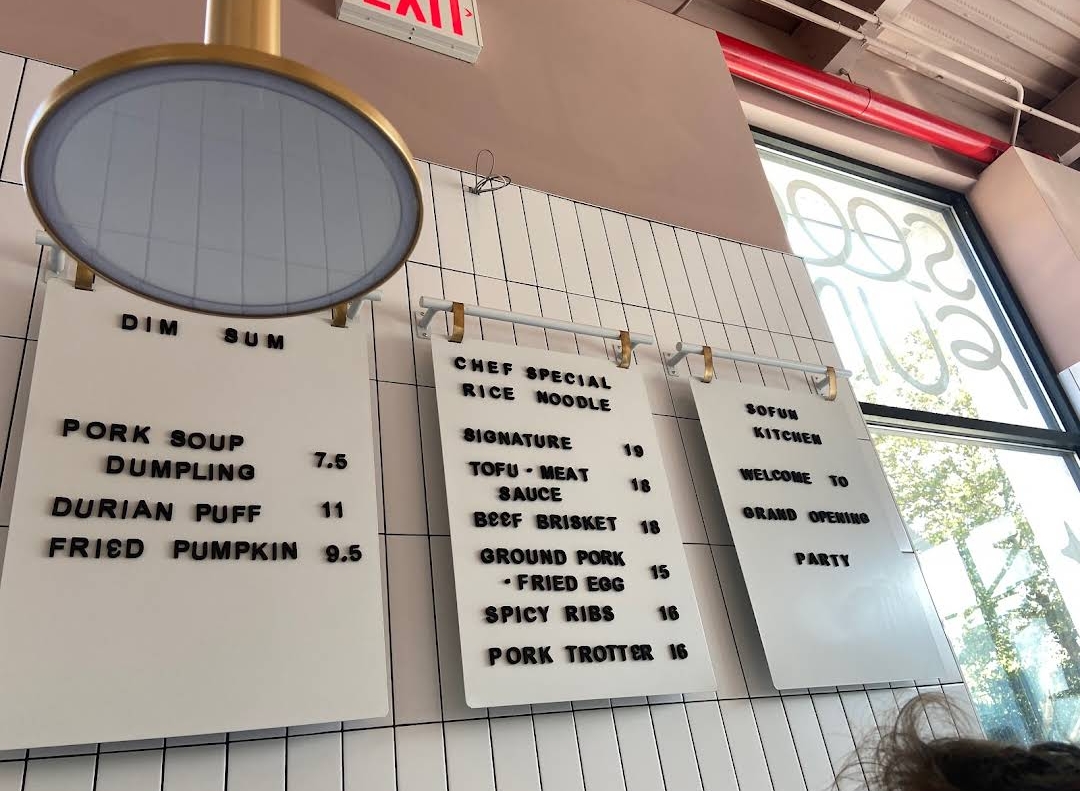 EXIT
DIM SUM
PORK SOUP
DUMPLING 7.5
DURIAN PUFF 11
FRIED PUMPKIN 9.5
CHEF SPECIAL
RICE NOODLE
SIGNATURE 19
TOFU · MEAT
SAUCE 18
BEEF BRISKET 18
GROUND PORK
· FRIED EGG 15
SPICY RIBS 16
PORK TROTTER 16
SOFUN
KITCHEN
WELCOME TO
GRAND OPENING
PARTY